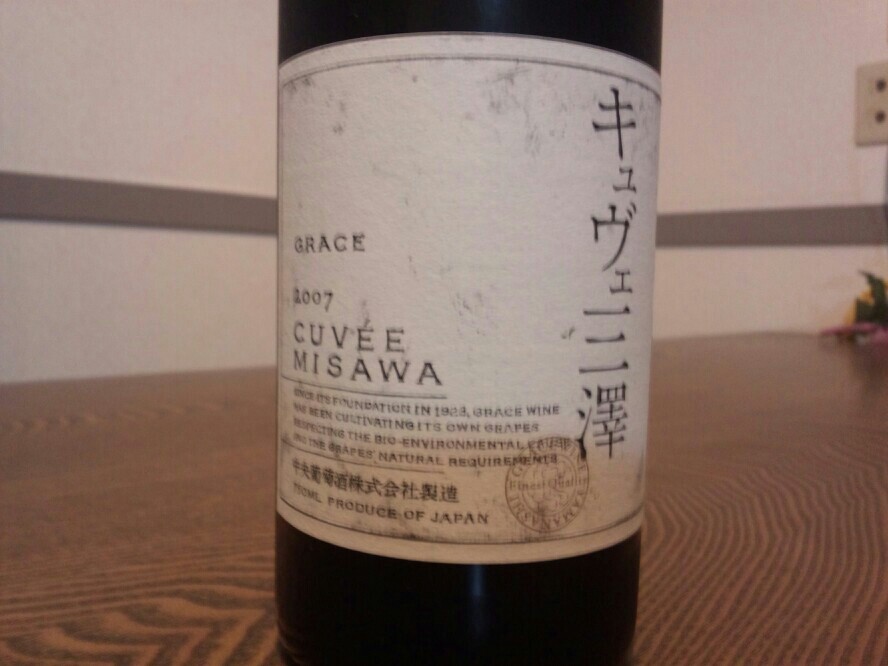 キュヴェ三澤
GRACE
2007
CUVÉE
MISAWA
SINCE ITS FOUNDATION IN 1923, GRACE WINE
HAS BEEN CULTIVATING ITS OWN GRAPES
RESPECTING THE BIO-ENVIRONMENTAL
AND THE GRAPES' NATURAL REQUIREMENTS
中央葡萄酒株式会社製造
750ML PRODUCE OF JAPAN
Finest Quality